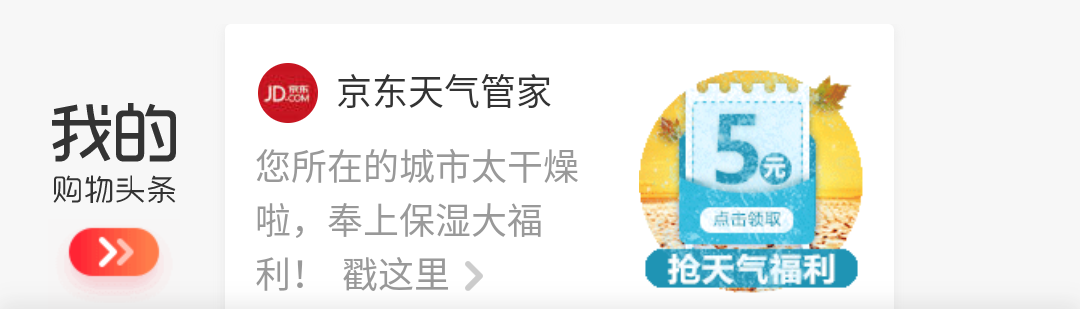 我的
购物头条
JD京东
.COM
京东天气管家
您所在的城市太干燥
啦，奉上保湿大福
利！ 戳这里
5元
点击领取
抢天气福利